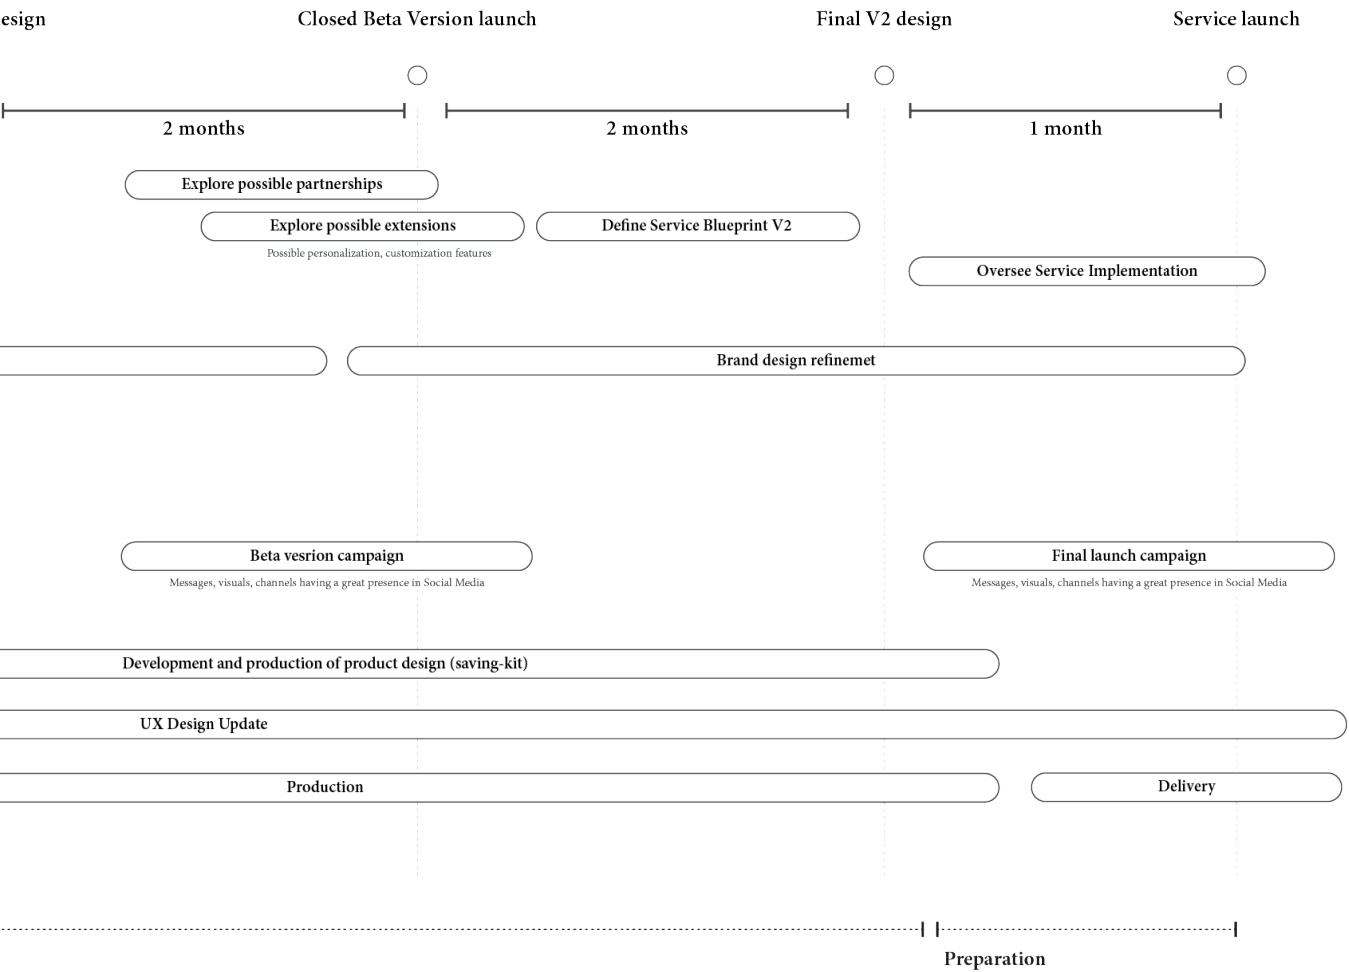 esign
Closed Beta Version launch
Final V2 design
Service launch
2 months
2 months
1 month
Explore possible partnerships
Explore possible extensions
Define Service Blueprint V2
Possible personalization, customization features
Oversee Service Implementation
Brand design refinemet
Beta vesrion campaign
Final launch campaign
Messages, visuals, channels having a great presence in Social Media
Messages, visuals, channels having a great presence in Social Media
Development and production of product design (saving-kit)
UX Design Update
Production
Delivery
Preparation